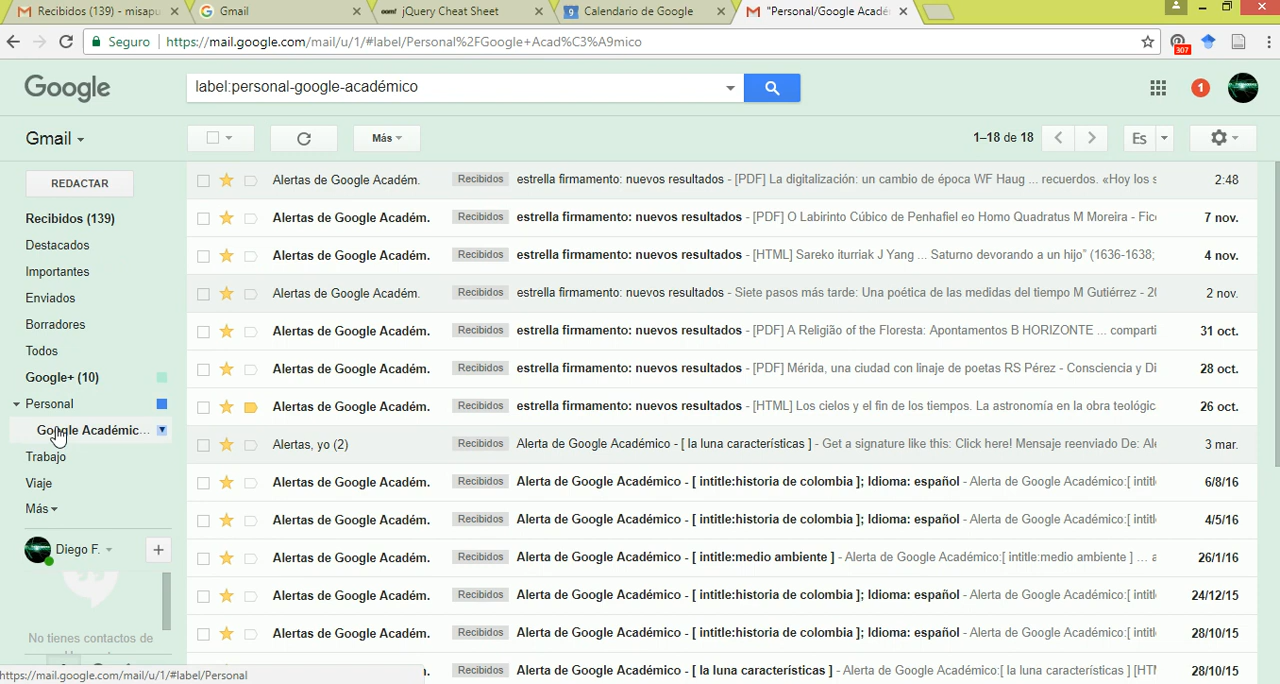 Recibidos (139) - misapu
Gmail
jQuery Cheat Sheet
Calendario de Google
"Personal/Google Acadé
Seguro
https://mail.google.com/mail/u/1/#label/Personal%2FGoogle+Acad%C3%A9mico
307
Google
label:personal-google-académico
1
Gmail
Más
1–18 de 18
Es
REDACTAR
Recibidos (139)
Destacados
Importantes
Enviados
Borradores
Todos
Google+ (10)
Personal
Google Académic...
Trabajo
Viaje
Más
Diego F.
No tienes contactos de
Alertas de Google Académ. Recibidos estrella firmamento: nuevos resultados - [PDF] La digitalización: un cambio de época WF Haug ... recuerdos. «Hoy los s 2:48
Alertas de Google Académ. Recibidos estrella firmamento: nuevos resultados - [PDF] O Labirinto Cúbico de Penhafiel eo Homo Quadratus M Moreira - Fic 7 nov.
Alertas de Google Académ. Recibidos estrella firmamento: nuevos resultados - [HTML] Sareko iturriak J Yang ... Saturno devorando a un hijo” (1636-1638; 4 nov.
Alertas de Google Académ. Recibidos estrella firmamento: nuevos resultados - Siete pasos más tarde: Una poética de las medidas del tiempo M Gutiérrez - 20 2 nov.
Alertas de Google Académ. Recibidos estrella firmamento: nuevos resultados - [PDF] A Religião of the Floresta: Apontamentos B HORIZONTE ... comparti 31 oct.
Alertas de Google Académ. Recibidos estrella firmamento: nuevos resultados - [PDF] Mérida, una ciudad con linaje de poetas RS Pérez - Consciencia y Di 28 oct.
Alertas de Google Académ. Recibidos estrella firmamento: nuevos resultados - [HTML] Los cielos y el fin de los tiempos. La astronomía en la obra teológic 26 oct.
Alertas, yo (2) Recibidos Alerta de Google Académico - [ la luna características ] - Get a signature like this: Click here! Mensaje reenviado De: Ale 3 mar.
Alertas de Google Académ. Recibidos Alerta de Google Académico - [ intitle:historia de colombia ]; Idioma: español - Alerta de Google Académico:[ intitl 6/8/16
Alertas de Google Académ. Recibidos Alerta de Google Académico - [ intitle:historia de colombia ]; Idioma: español - Alerta de Google Académico:[ intitl 4/5/16
Alertas de Google Académ. Recibidos Alerta de Google Académico - [ intitle:medio ambiente ] - Alerta de Google Académico:[ intitle:medio ambiente ] ... a 26/1/16
Alertas de Google Académ. Recibidos Alerta de Google Académico - [ intitle:historia de colombia ]; Idioma: español - Alerta de Google Académico:[ intitl 24/12/15
Alertas de Google Académ. Recibidos Alerta de Google Académico - [ intitle:historia de colombia ]; Idioma: español - Alerta de Google Académico:[ intitl 28/10/15
Recibidos Alerta de Google Académico - [ la luna características ] - Alerta de Google Académico:[ la luna características ] [HTM 28/10/15
https://mail.google.com/mail/u/1/#label/Personal